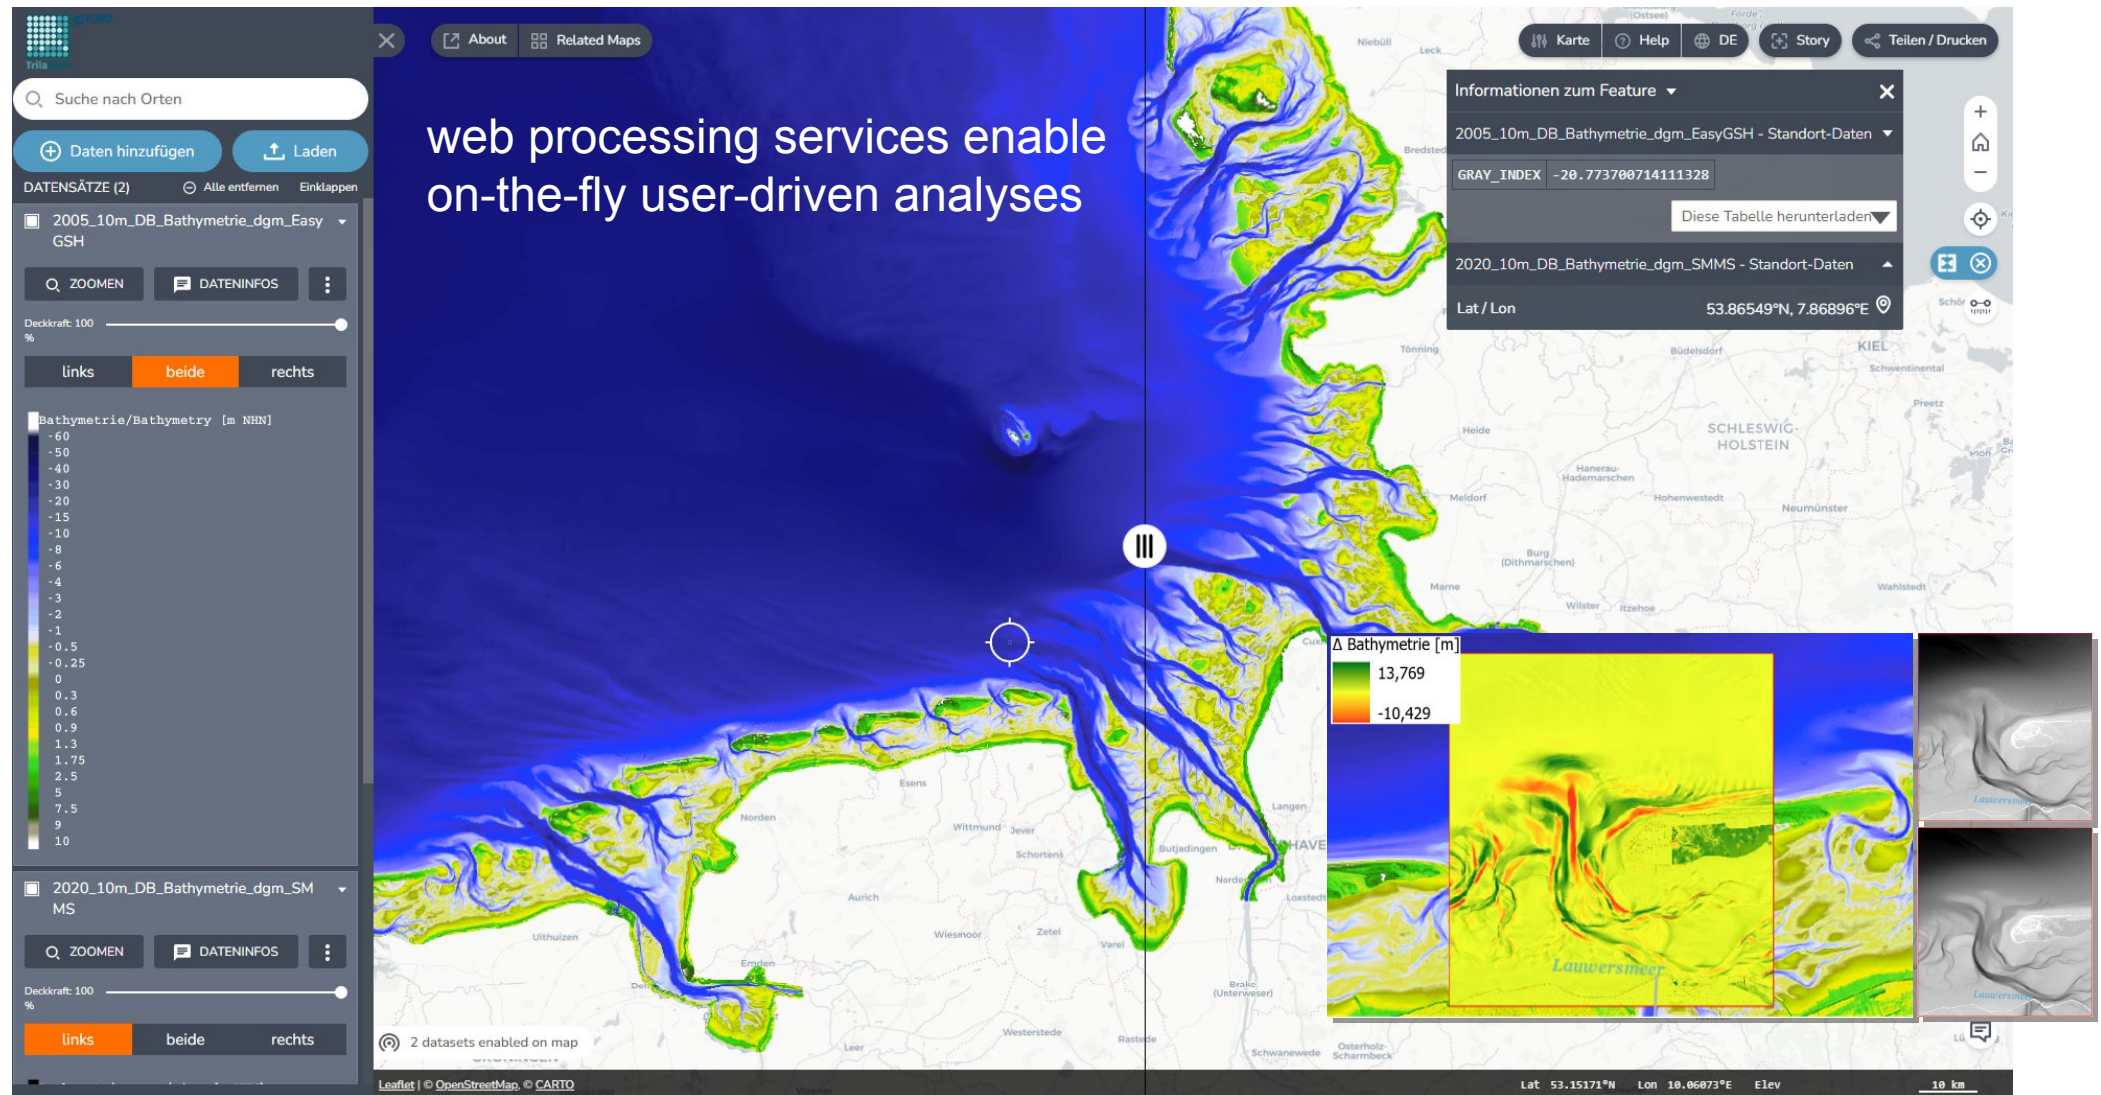 Trila
Suche nach Orten
Daten hinzufügen
Laden
DATENSÄTZE (2)
Alle entfernen
Einklappen
2005_10m_DB_Bathymetrie_dgm_Easy
GSH
ZOOMEN
DATENINFOS
Deckkraft: 100
%
links
beide
rechts
Bathymetrie/Bathymetry [m NHN]
-60
-50
-40
-30
-20
-15
-10
-8
-6
-4
-3
-2
-1
-0.5
-0.25
0
0.3
0.6
0.9
1.3
1.75
2.5
5
7.5
9
10
2020_10m_DB_Bathymetrie_dgm_SM
MS
ZOOMEN
DATENINFOS
Deckkraft: 100
%
links
beide
rechts
About
Related Maps
web processing services enable
on-the-fly user-driven analyses
Karte
Help
DE
Story
Teilen / Drucken
Informationen zum Feature
2005_10m_DB_Bathymetrie_dgm_EasyGSH - Standort-Daten
GRAY_INDEX -20.773700714111328
Diese Tabelle herunterladen
2020_10m_DB_Bathymetrie_dgm_SMMS - Standort-Daten
Lat / Lon 53.86549°N, 7.86896°E
Niebüll
Leck
Bredsted
Tönning
Büdelsdorf
KIEL
Schwentinental
Preetz
Heide
SCHLESWIG-
HOLSTEIN
Hanerau-
Hademarschen
Meldorf
Hohenwestedt
Neumünster
Burg
(Dithmarschen)
Marne
Wahlstedt
Wilster
Itzehoe
Esens
Norden
Wittmund
Jever
Schortens
Langen
Butjadingen
HAVE
Aurich
Uithuizen
Wiesmoor
Zetel
Varel
Loxstedt
Emden
Brake
(Unterweser)
Westerstede
Rastede
Leer
Schwanewede
Osterholz-
Scharmbeck
Δ Bathymetrie [m]
13,769
-10,429
Lauwersmeer
Lauwersmeer
Lauwersmeer
2 datasets enabled on map
Leaflet | © OpenStreetMap, © CARTO
Lat 53.15171°N Lon 10.06073°E Elev
10 km